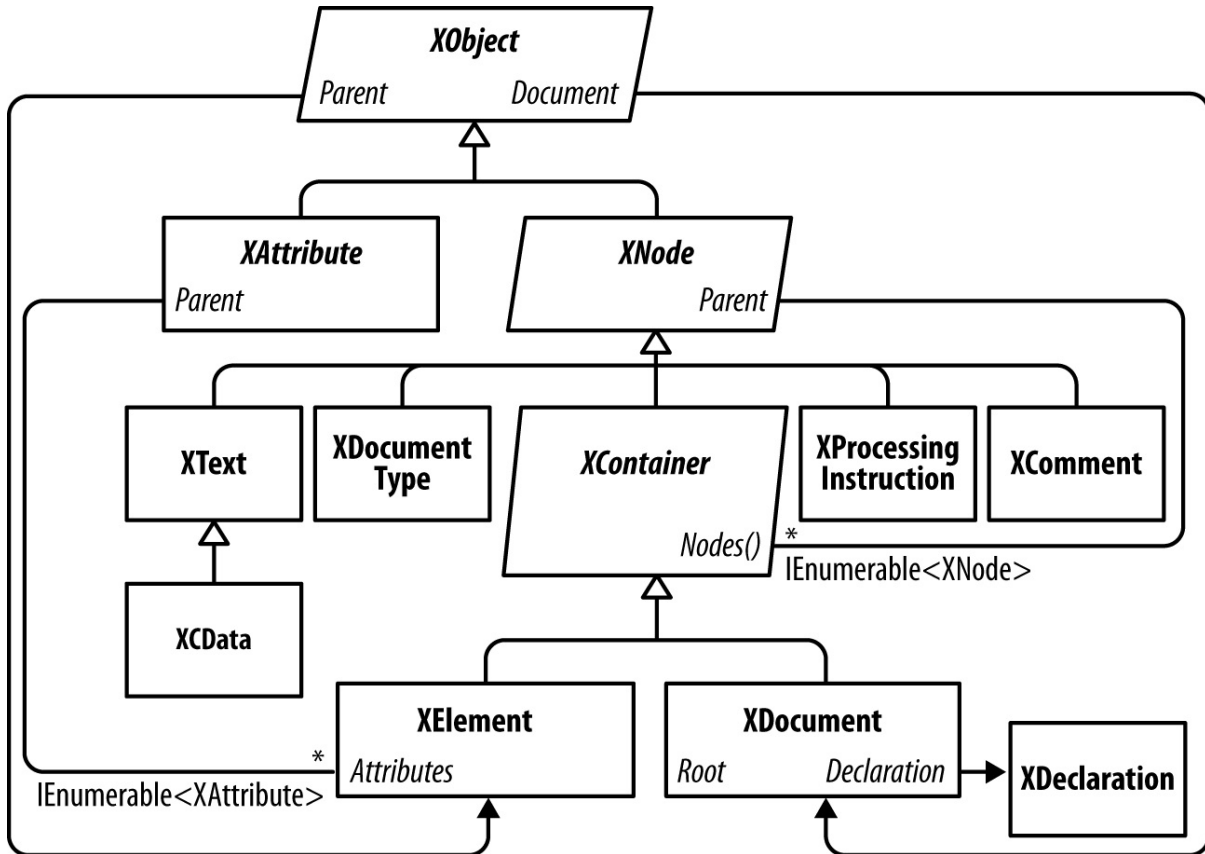 XObject
Parent Document
XAttribute
Parent
XNode
Parent
XText
XDocument
Type
XContainer
Nodes()
XProcessing
Instruction
XComment
*
IEnumerable<XNode>
XCData
XElement
Attributes
*
IEnumerable<XAttribute>
XDocument
Root Declaration
XDeclaration